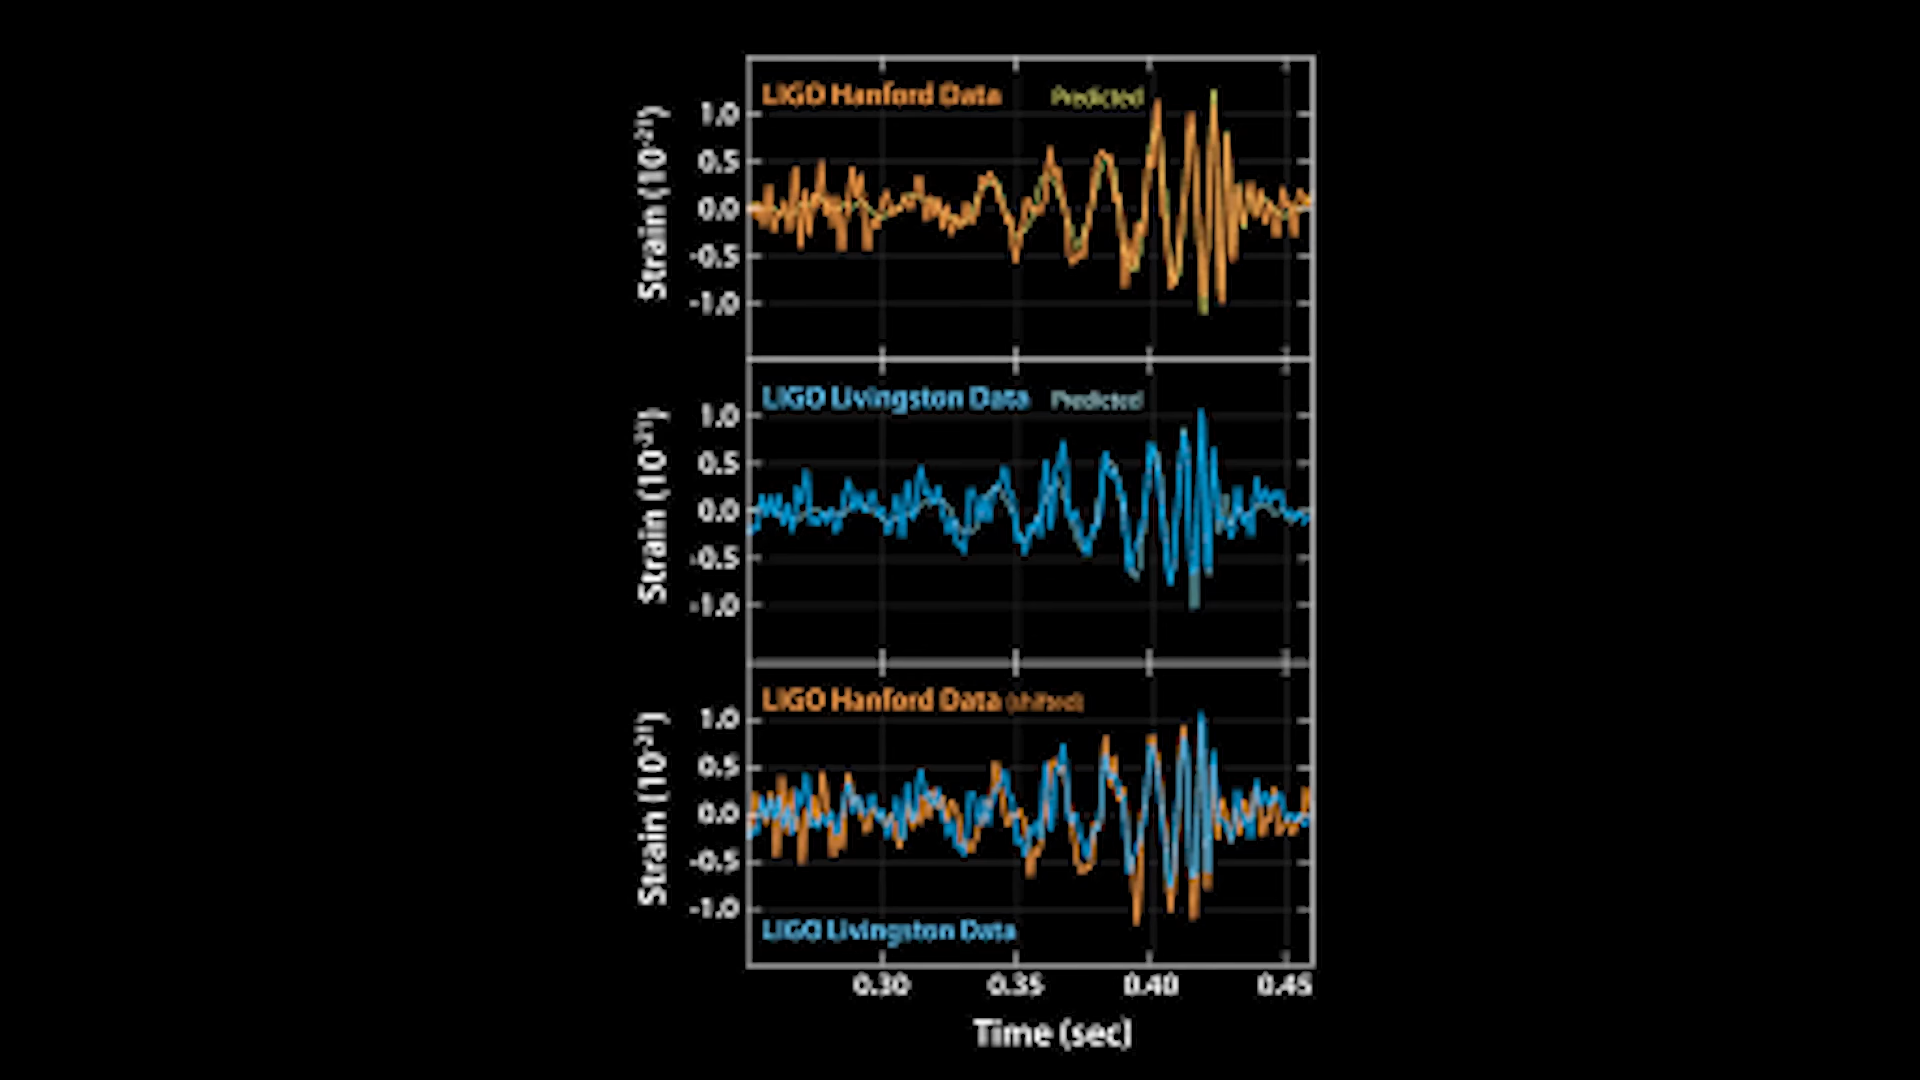 LIGO Hanford Data Predicted
Strain (10⁻²¹)
1.0
0.5
0.0
-0.5
-1.0
LIGO Livingston Data Predicted
Strain (10⁻²¹)
1.0
0.5
0.0
-0.5
-1.0
LIGO Hanford Data (shifted)
Strain (10⁻²¹)
1.0
0.5
0.0
-0.5
-1.0
LIGO Livingston Data
0.30 0.35 0.40 0.45
Time (sec)